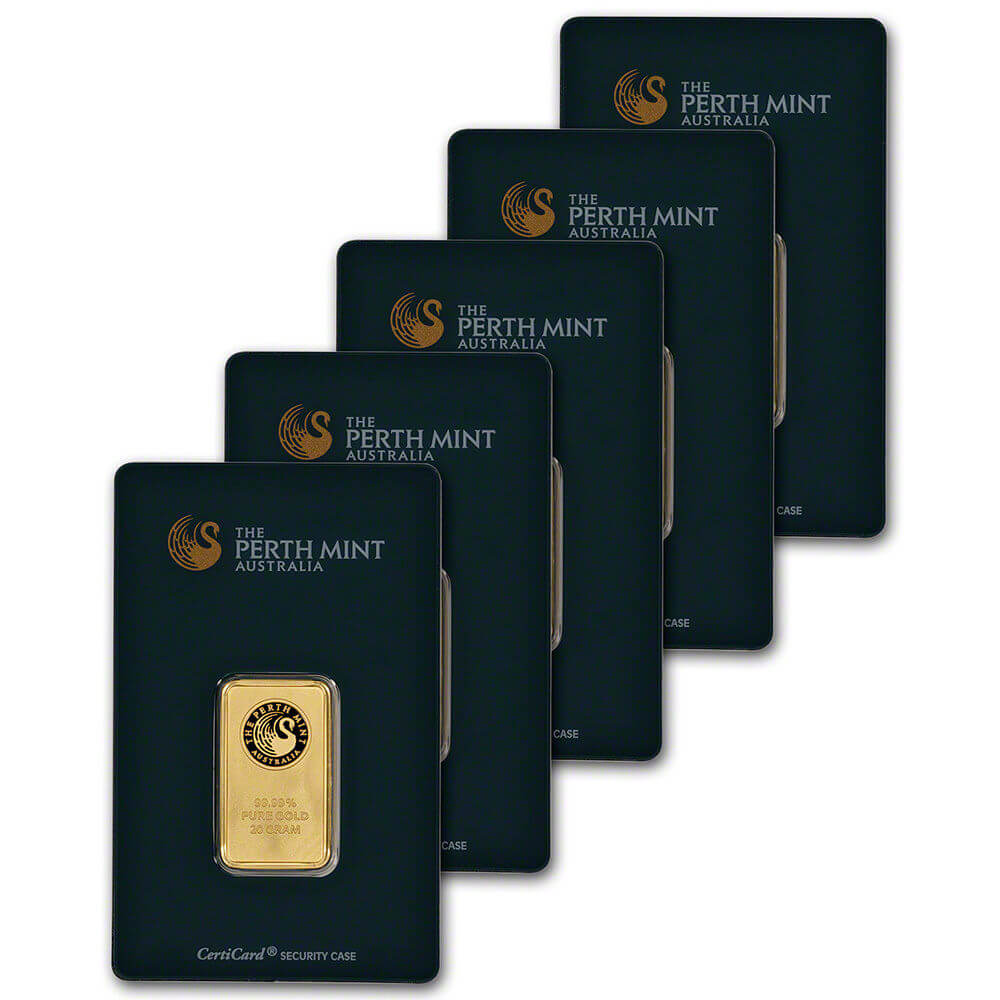 THE
PERTH MINT
AUSTRALIA
CASE
THE
PERTH MINT
AUSTRALIA
CASE
THE
PERTH MINT
AUSTRALIA
CASE
THE
PERTH MINT
AUSTRALIA
CASE
THE
PERTH MINT
AUSTRALIA
THE PERTH MINT
AUSTRALIA
99.99%
PURE GOLD
20 GRAM
CertiCard® SECURITY CASE